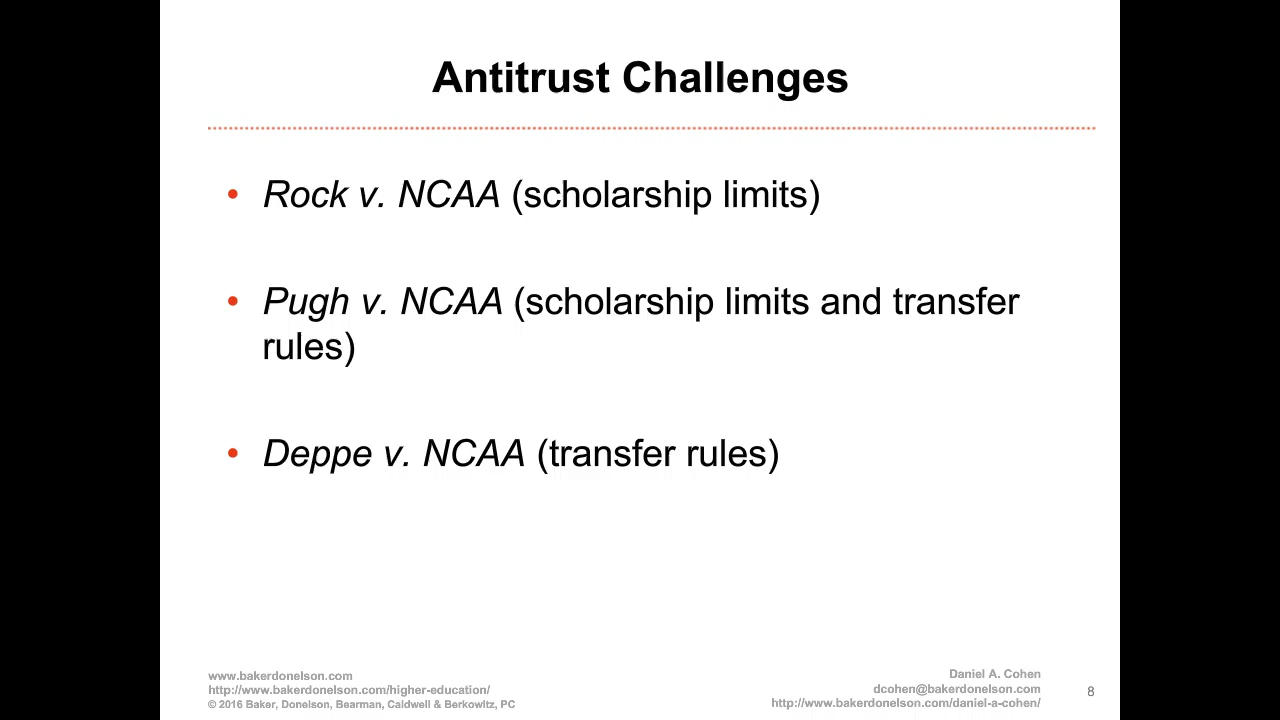 Antitrust Challenges
• Rock v. NCAA (scholarship limits)
• Pugh v. NCAA (scholarship limits and transfer
rules)
• Deppe v. NCAA (transfer rules)
www.bakerdonelson.com
http://www.bakerdonelson.com/higher-education/
© 2016 Baker, Donelson, Bearman, Caldwell & Berkowitz, PC
Daniel A. Cohen
dcohen@bakerdonelson.com
http://www.bakerdonelson.com/daniel-a-cohen/
8